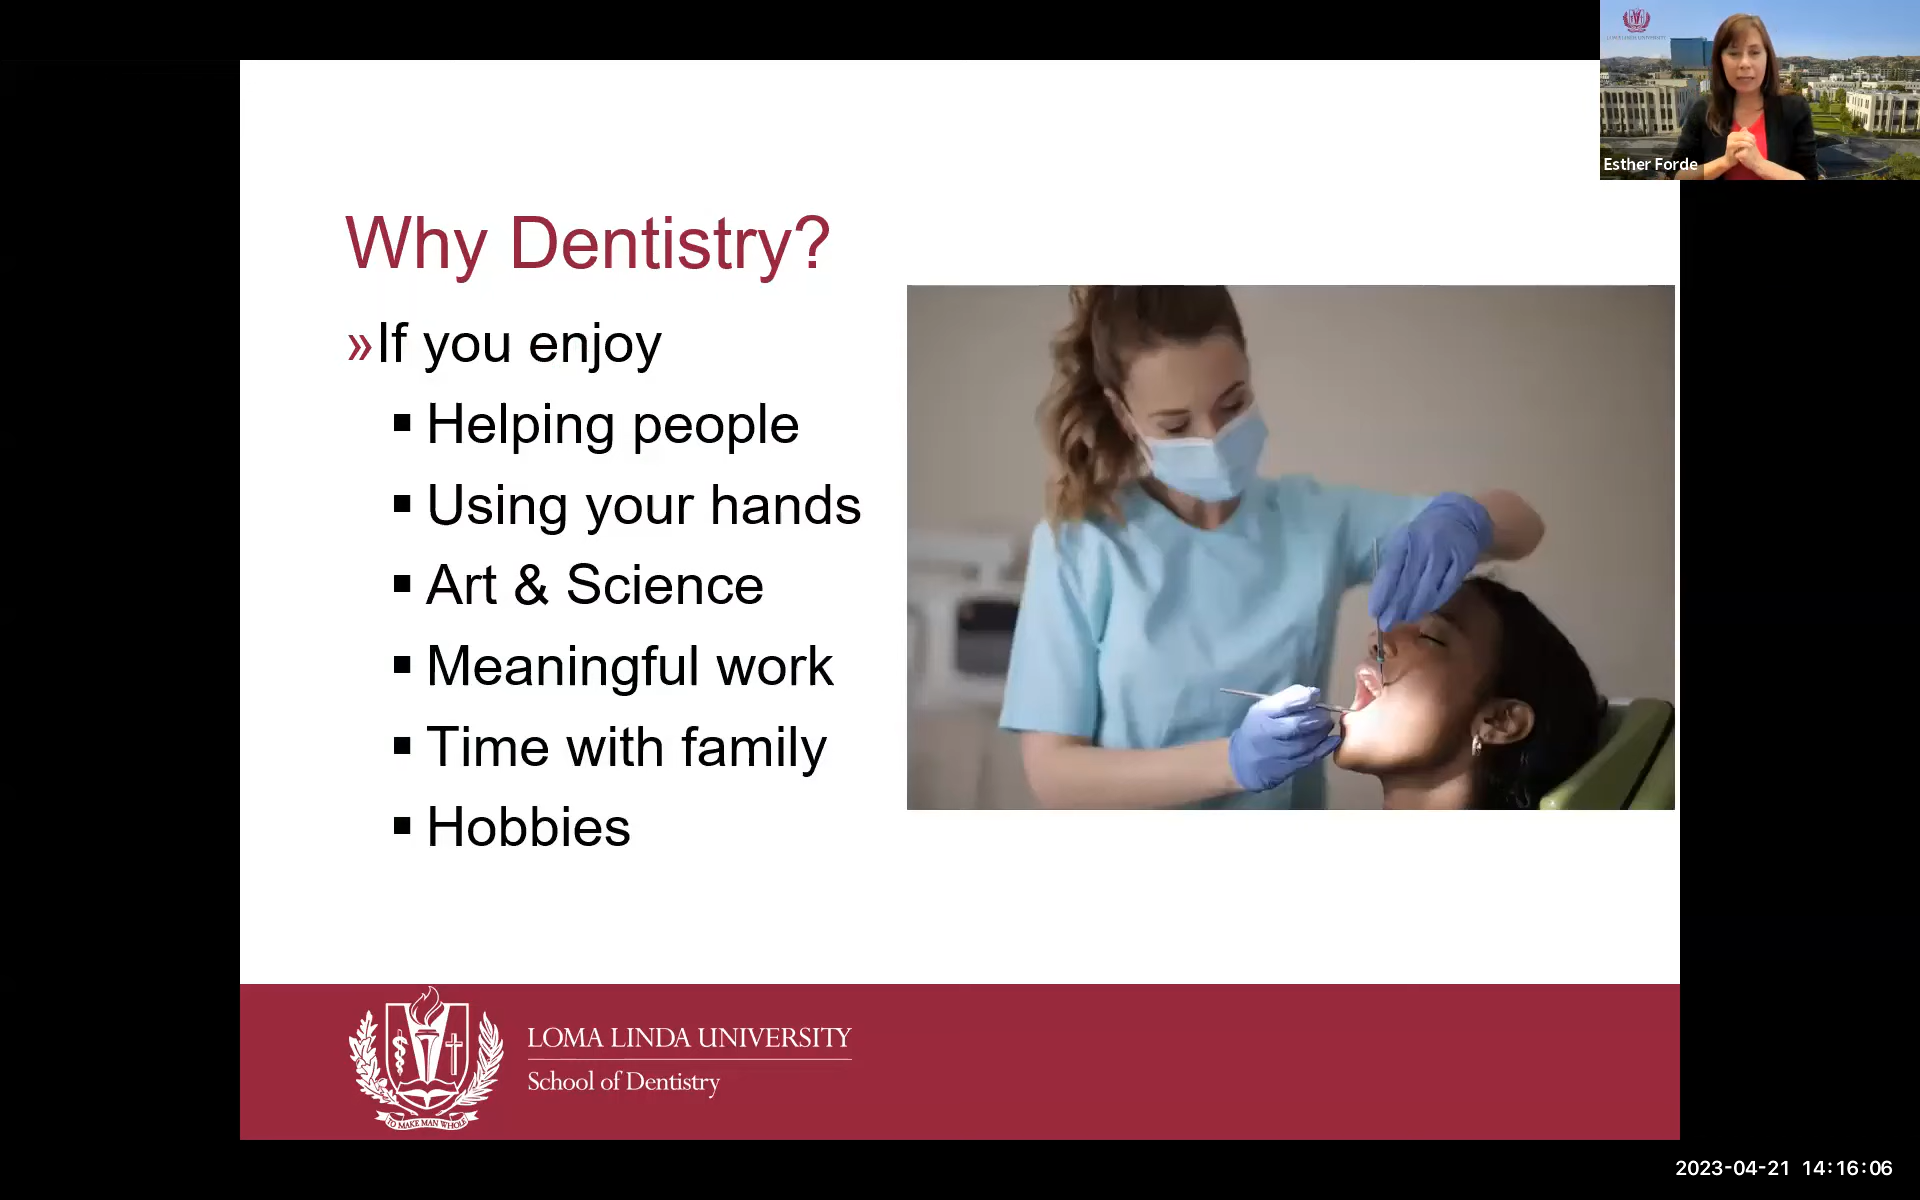 Esther Forde
Why Dentistry?
»If you enjoy
▪ Helping people
▪ Using your hands
▪ Art & Science
▪ Meaningful work
▪ Time with family
▪ Hobbies
TO MAKE MAN WHOLE
LOMA LINDA UNIVERSITY
School of Dentistry
2023-04-21 14:16:06